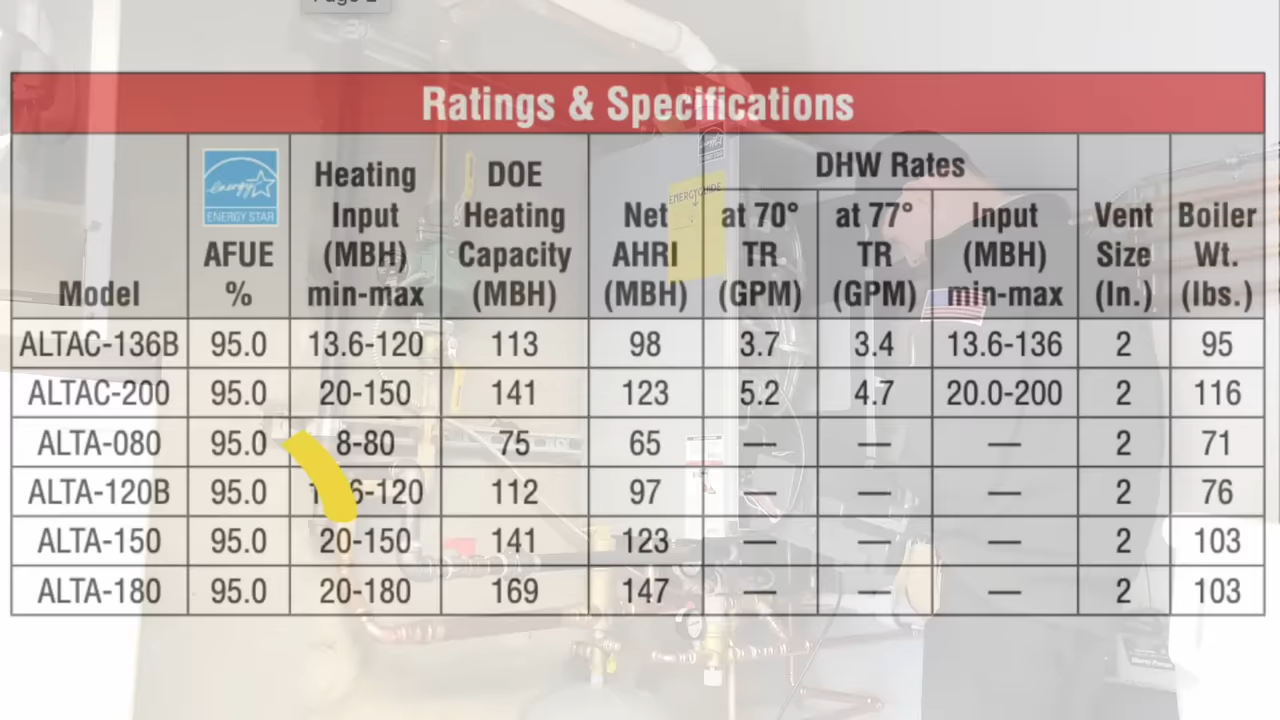 Ratings & Specifications
Model
energy
ENERGY STAR
AFUE
%
Heating
Input
(MBH)
min-max
DOE
Heating
Capacity
(MBH)
Net
AHRI
(MBH)
DHW Rates
at 70°
TR
(GPM)
at 77°
TR
(GPM)
Input
(MBH)
min-max
Vent
Size
(In.)
Boiler
Wt.
(lbs.)
ENERGYGUIDE
ALTAC-136B 95.0 13.6-120 113 98 3.7 3.4 13.6-136 2 95
ALTAC-200 95.0 20-150 141 123 5.2 4.7 20.0-200 2 116
ALTA-080 95.0 8-80 75 65 — — — 2 71
ALTA-120B 95.0 6-120 112 97 — — — 2 76
ALTA-150 95.0 20-150 141 123 — — — 2 103
ALTA-180 95.0 20-180 169 147 — — — 2 103